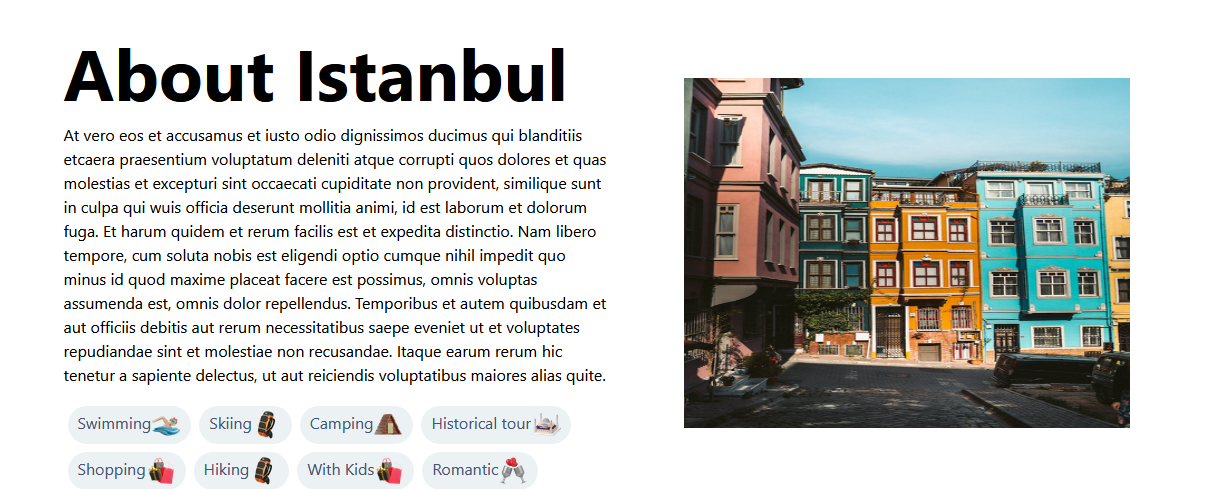 About Istanbul
At vero eos et accusamus et iusto odio dignissimos ducimus qui blanditiis
etcaera praesentium voluptatum deleniti atque corrupti quos dolores et quas
molestias et excepturi sint occaecati cupiditate non provident, similique sunt
in culpa qui wuis officia deserunt mollitia animi, id est laborum et dolorum
fuga. Et harum quidem et rerum facilis est et expedita distinctio. Nam libero
tempore, cum soluta nobis est eligendi optio cumque nihil impedit quo
minus id quod maxime placeat facere est possimus, omnis voluptas
assumenda est, omnis dolor repellendus. Temporibus et autem quibusdam et
aut officiis debitis aut rerum necessitatibus saepe eveniet ut et voluptates
repudiandae sint et molestiae non recusandae. Itaque earum rerum hic
tenetur a sapiente delectus, ut aut reiciendis voluptatibus maiores alias quite.
Swimming Skiing Camping Historical tour
Shopping Hiking With Kids Romantic